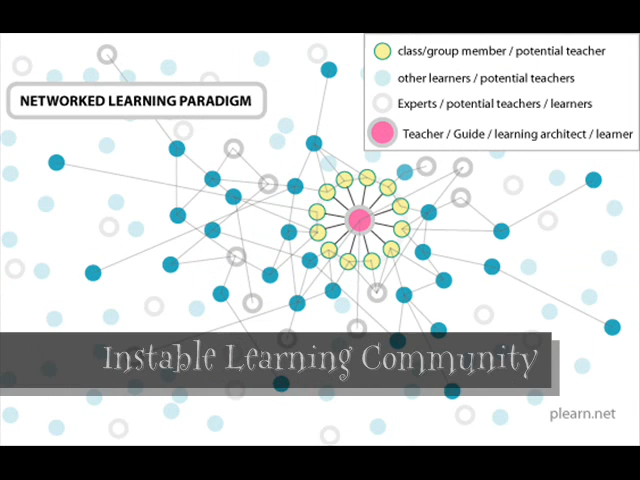 class/group member / potential teacher
other learners / potential teachers
Experts / potential teachers / learners
Teacher / Guide / learning architect / learner
NETWORKED LEARNING PARADIGM
Instable Learning Community
plearn.net